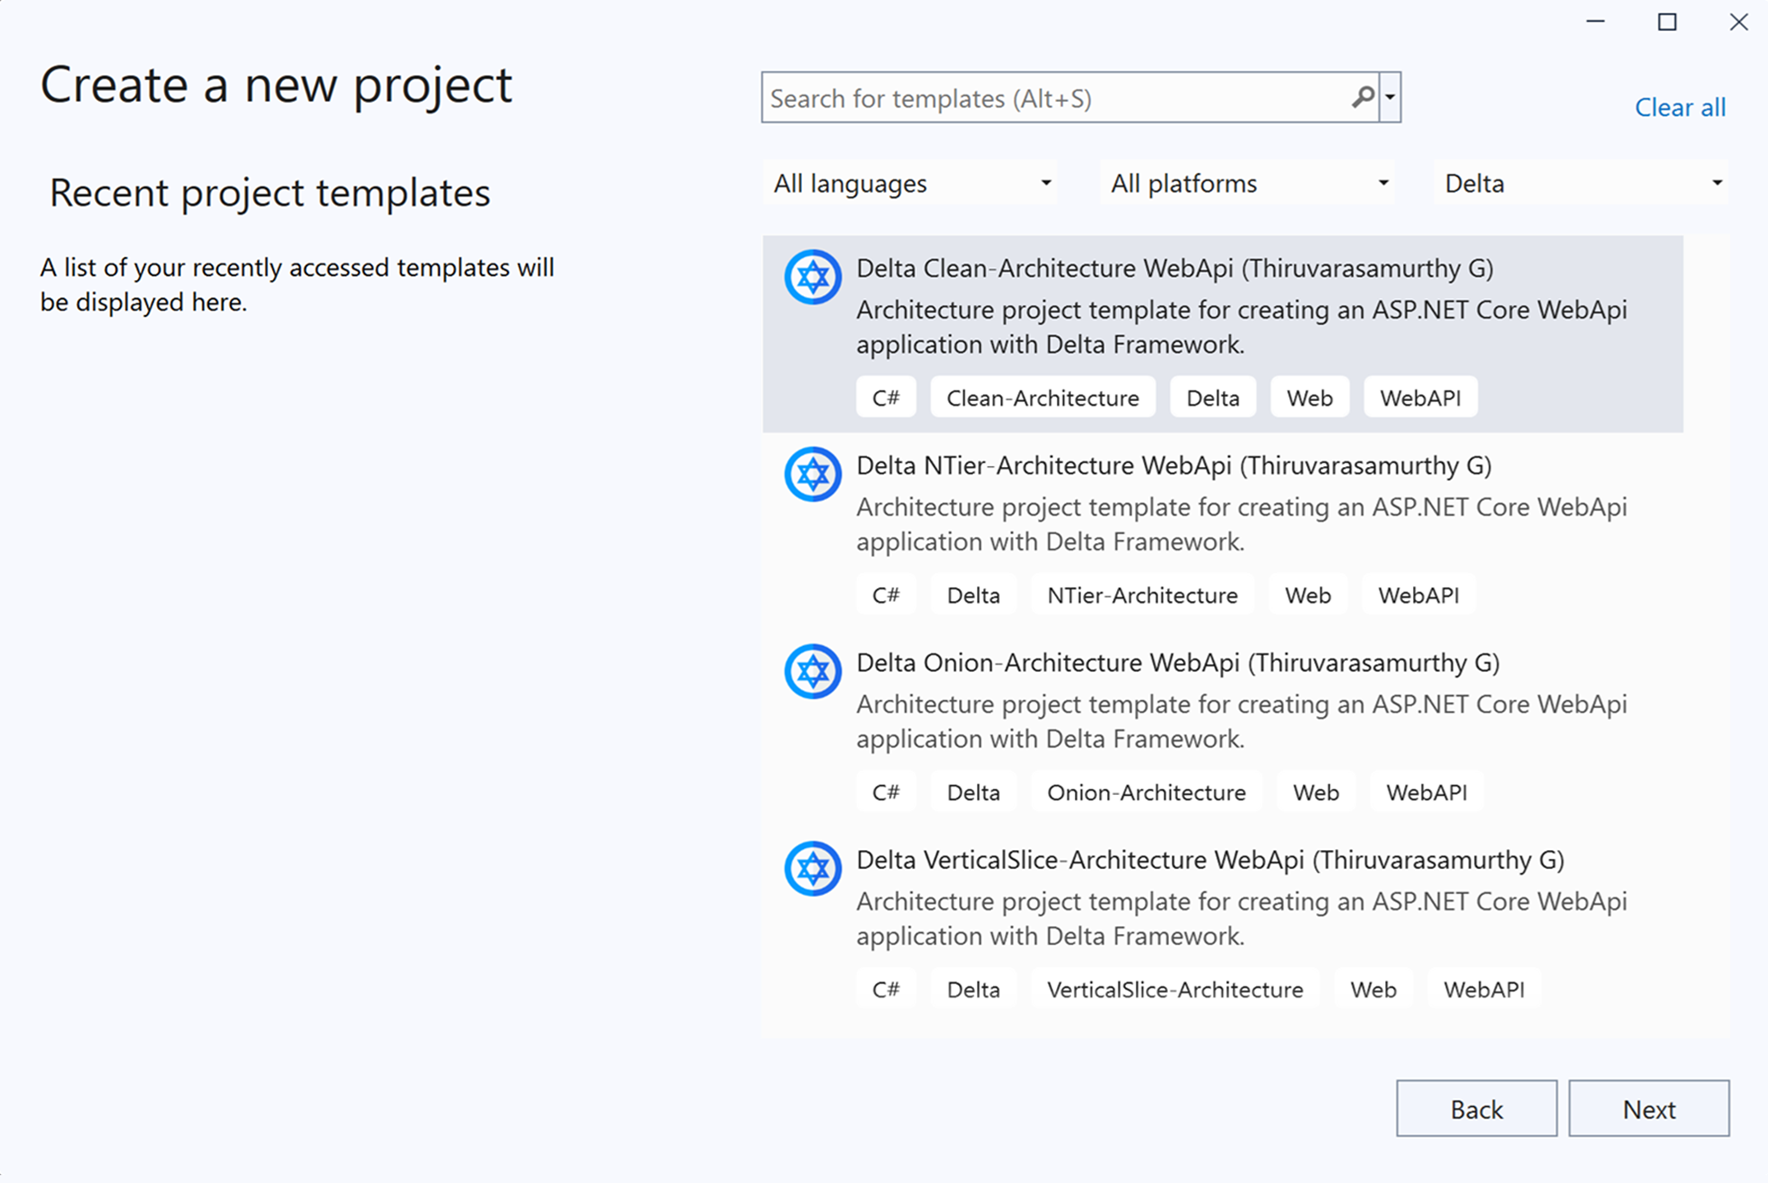 Create a new project
Search for templates (Alt+S)
Clear all
Recent project templates
A list of your recently accessed templates will
be displayed here.
All languages
All platforms
Delta
Delta Clean-Architecture WebApi (Thiruvarasamurthy G)
Architecture project template for creating an ASP.NET Core WebApi
application with Delta Framework.
C# Clean-Architecture Delta Web WebAPI
Delta NTier-Architecture WebApi (Thiruvarasamurthy G)
Architecture project template for creating an ASP.NET Core WebApi
application with Delta Framework.
C# Delta NTier-Architecture Web WebAPI
Delta Onion-Architecture WebApi (Thiruvarasamurthy G)
Architecture project template for creating an ASP.NET Core WebApi
application with Delta Framework.
C# Delta Onion-Architecture Web WebAPI
Delta VerticalSlice-Architecture WebApi (Thiruvarasamurthy G)
Architecture project template for creating an ASP.NET Core WebApi
application with Delta Framework.
C# Delta VerticalSlice-Architecture Web WebAPI
Back
Next